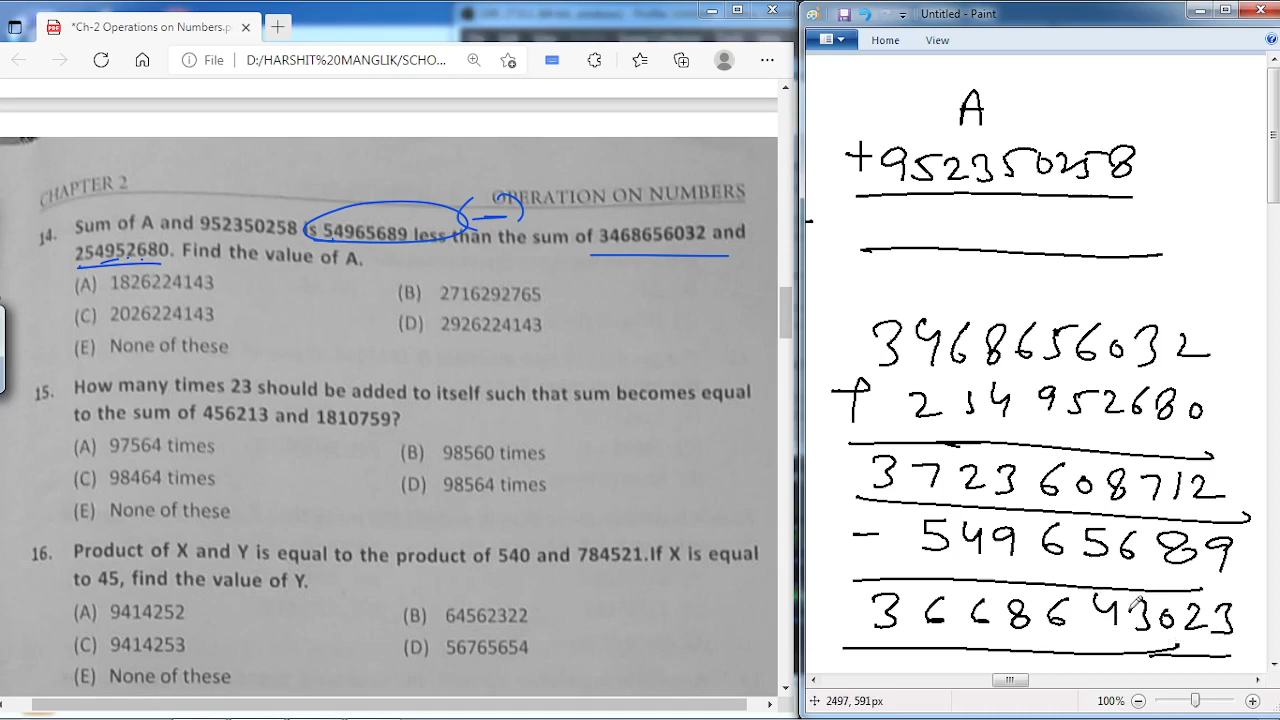 *Ch-2 Operations on Numbers.p
File D:/HARSHIT%20MANGLIK/SCHO...
CHAPTER 2
OPERATION ON NUMBERS
14. Sum of A and 952350258 is 54965689 less than the sum of 3468656032 and
254952680. Find the value of A.
(A) 1826224143
(B) 2716292765
(C) 2026224143
(D) 2926224143
(E) None of these
15. How many times 23 should be added to itself such that sum becomes equal
to the sum of 456213 and 1810759?
(A) 97564 times
(B) 98560 times
(C) 98464 times
(D) 98564 times
(E) None of these
16. Product of X and Y is equal to the product of 540 and 784521.If X is equal
to 45, find the value of Y.
(A) 9414252
(B) 64562322
(C) 9414253
(D) 56765654
(E) None of these
Untitled - Paint
Home View
A
+952350258
3468656032
+ 254952680
3723608712
- 54965689
3668643023
2497, 591px
100%